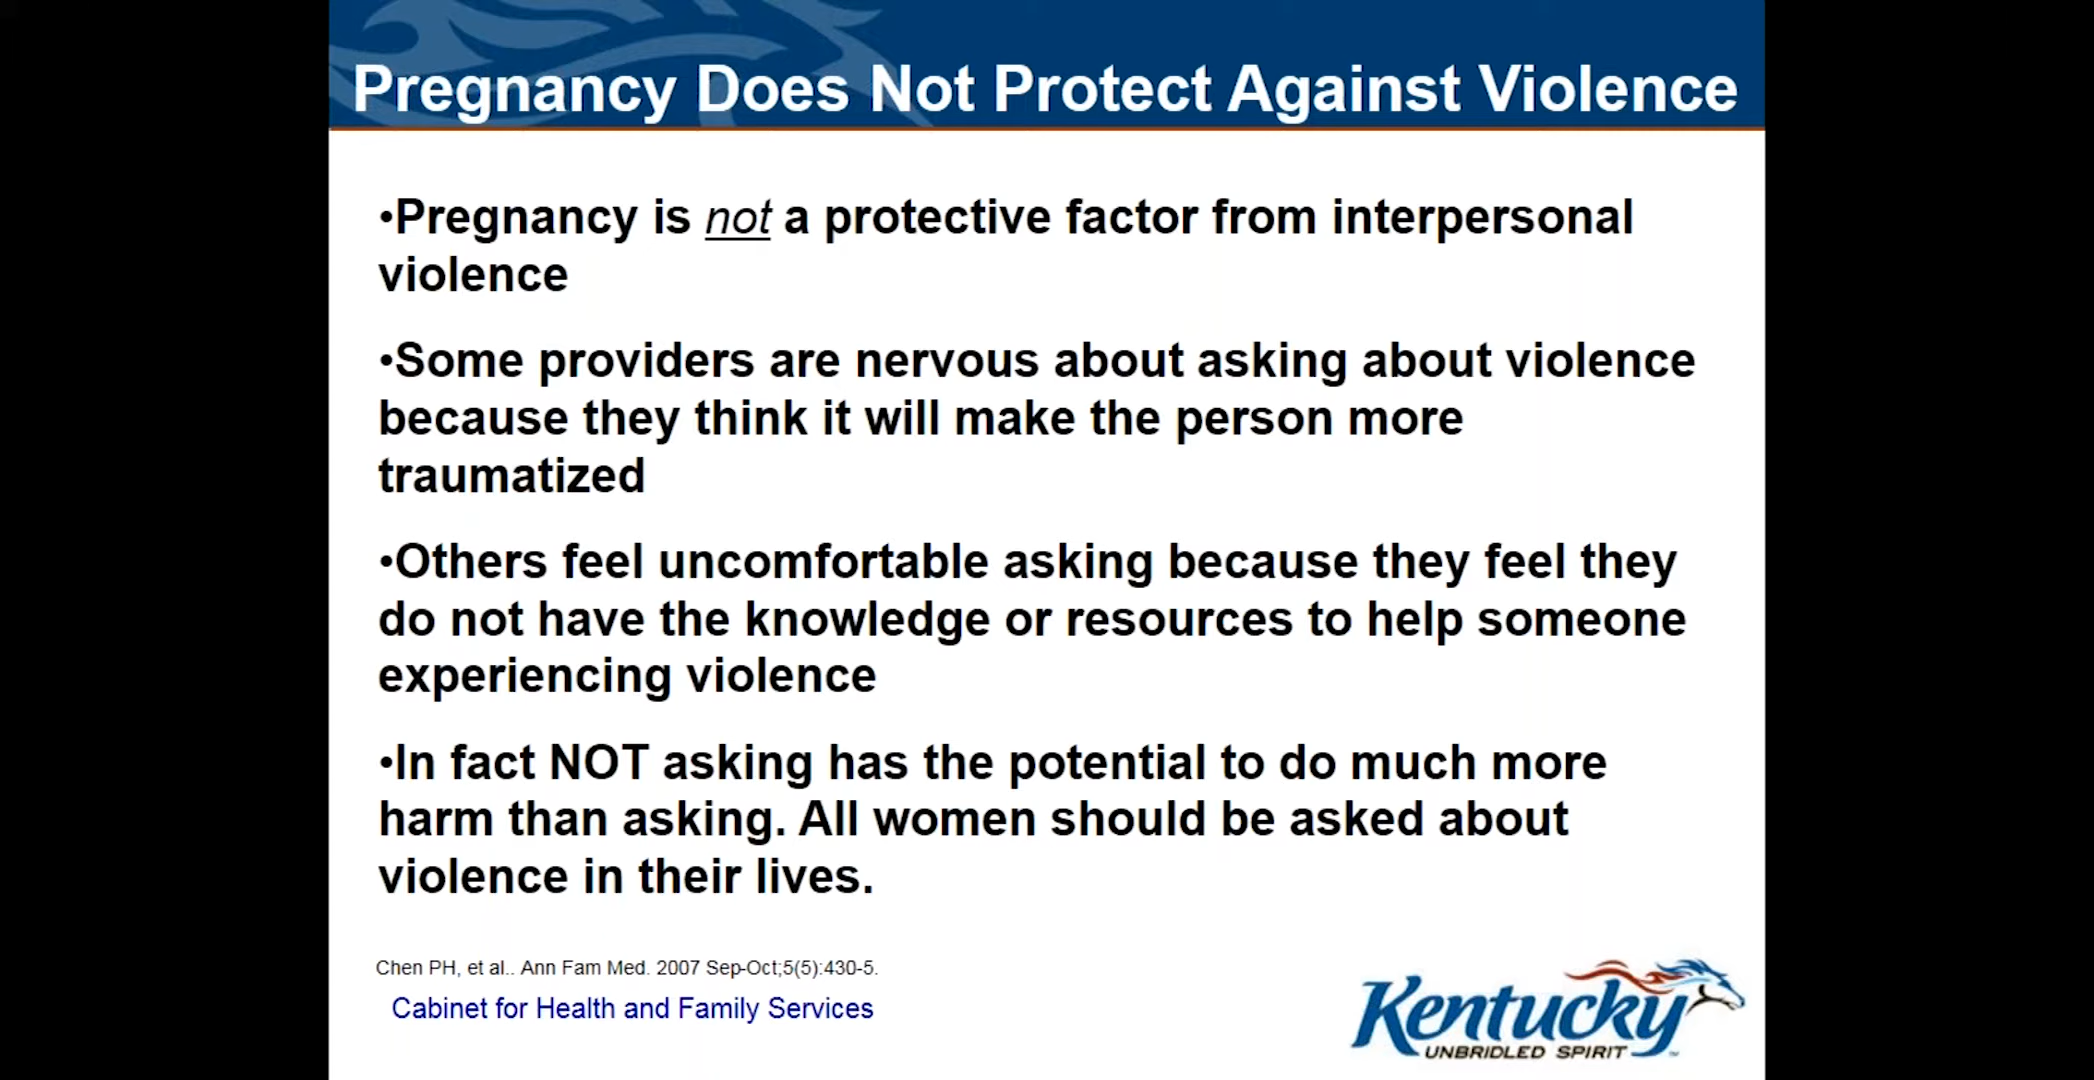 Pregnancy Does Not Protect Against Violence
•Pregnancy is not a protective factor from interpersonal
violence
•Some providers are nervous about asking about violence
because they think it will make the person more
traumatized
•Others feel uncomfortable asking because they feel they
do not have the knowledge or resources to help someone
experiencing violence
•In fact NOT asking has the potential to do much more
harm than asking. All women should be asked about
violence in their lives.
Chen PH, et al.. Ann Fam Med. 2007 Sep-Oct;5(5):430-5.
Cabinet for Health and Family Services
Kentucky
UNBRIDLED SPIRIT™